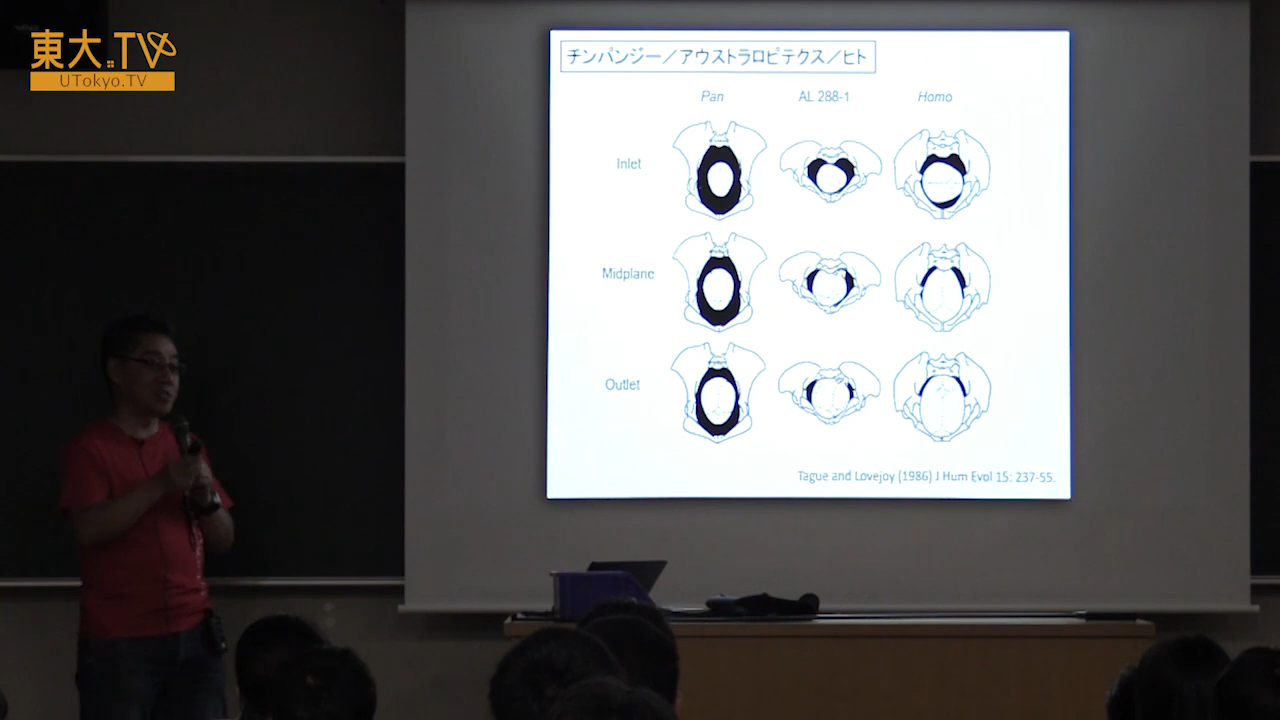 東大TV
UTokyo.TV
チンパンジー／アウストラロピテクス／ヒト
Pan AL 288-1 Homo
Inlet
Midplane
Outlet
Tague and Lovejoy (1986) J Hum Evol 15: 237-55.